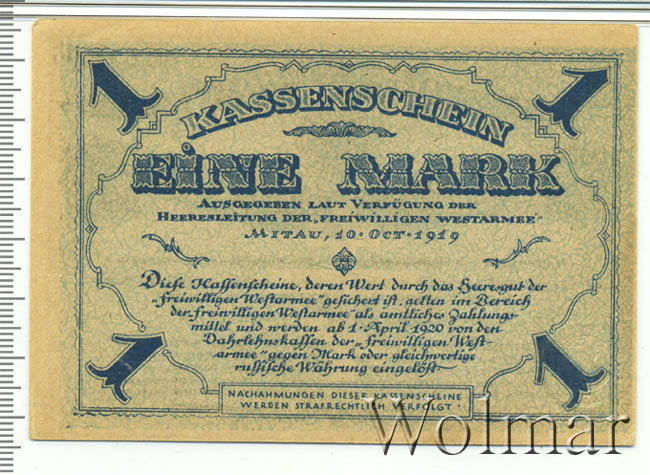 1 1
KASSENSCHEIN
EINE MARK
AUSGEGEBEN LAUT VERFÜGUNG DER
HEERESLEITUNG DER „FREIWILLIGEN WESTARMEE“
MITAU, 10·OCT·1919
Diese Kassenscheine, deren Wert durch das Heeresgut der
„freiwilligen Westarmee“ gesichert ist, gelten im Bereich
der „freiwilligen Westarmee“ als amtliches Zahlungs-
mittel und werden ab 1·April 1920 von den
Dahrlehnskassen der „freiwilligen West-
armee“ gegen Mark oder gleichwertige
russische Währung eingelöst
1 1
NACHAHMUNGEN DIESER KASSENSCHEINE
WERDEN STRAFRECHTLICH VERFOLGT·
Wolmar